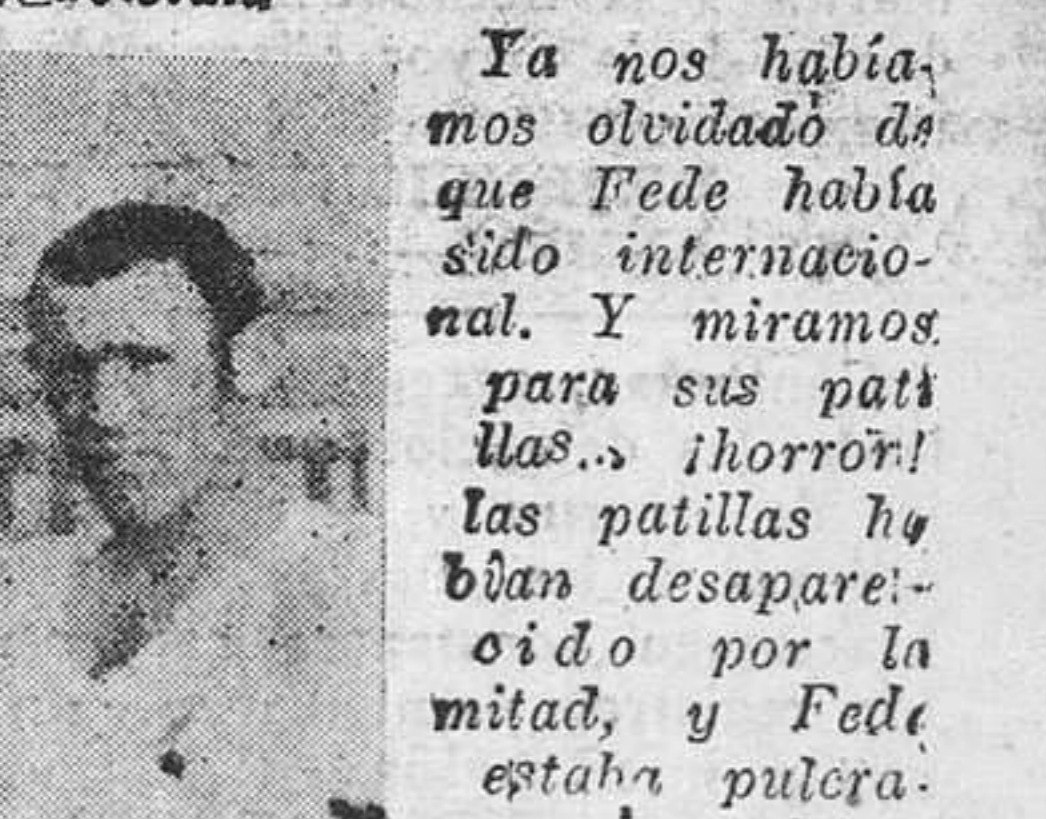 Ya nos había-
mos olvidado de
que Fede había
sido internacio-
nal. Y miramos
para sus pati
llas... ¡horror!
las patillas ha
bían desapare-
cido por la
mitad, y Fede
estaba pulcra-